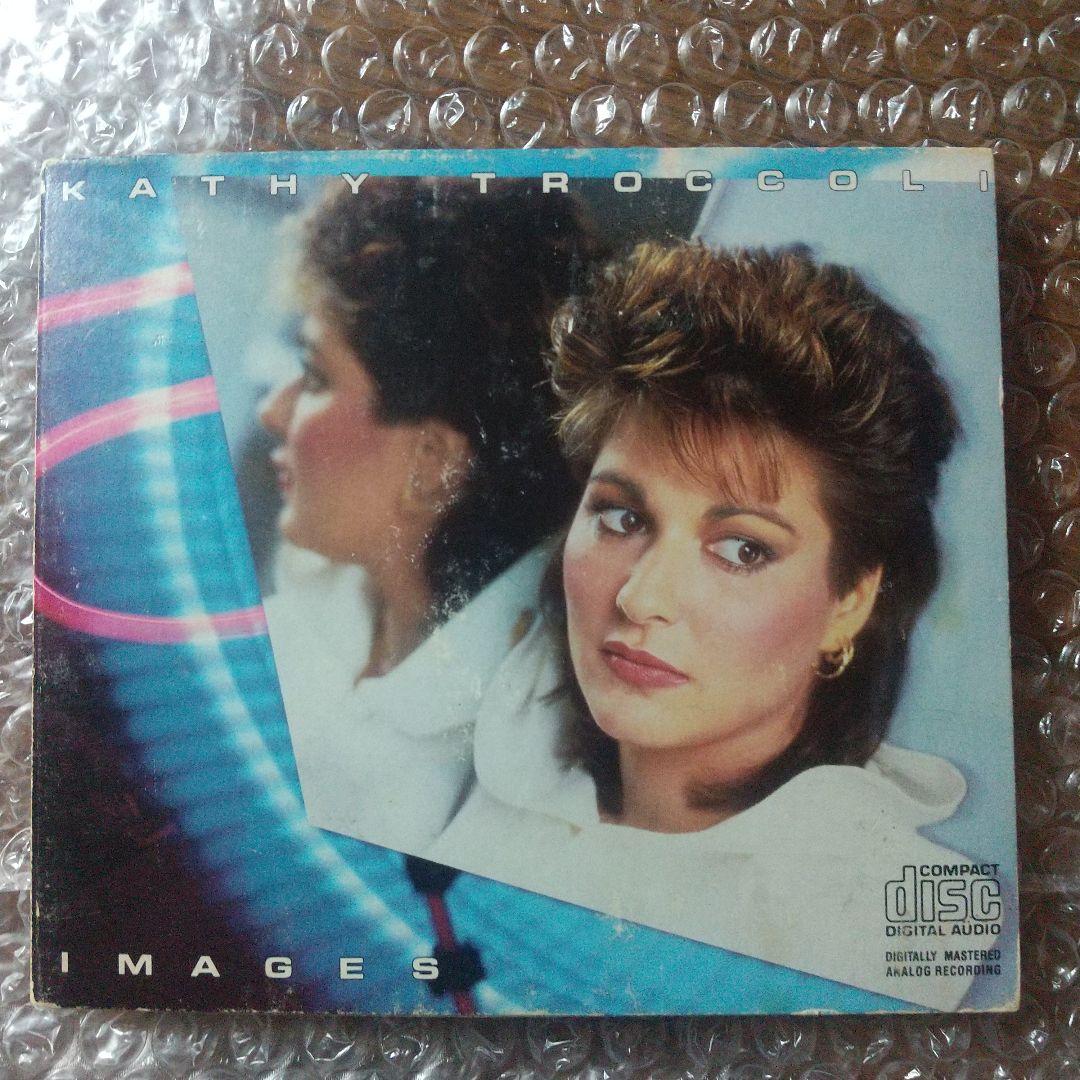 KATHY TROCCOLI
IMAGES
COMPACT
disc
DIGITAL AUDIO
DIGITALLY MASTERED
ANALOG RECORDING